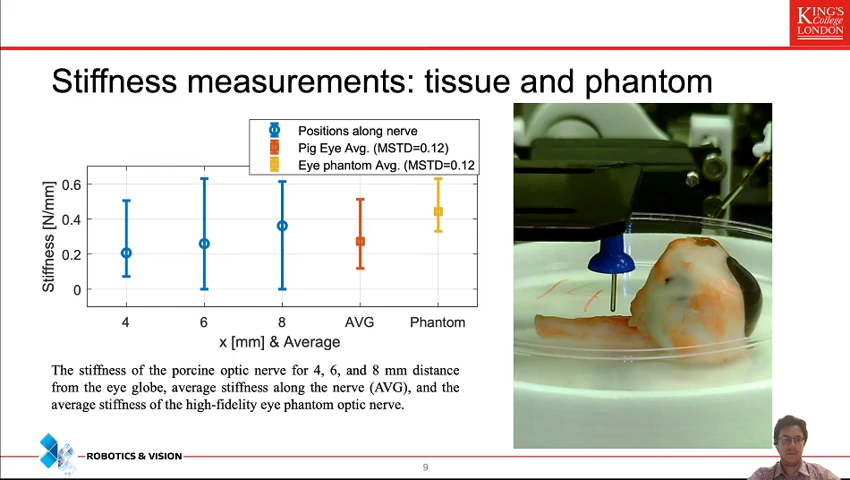 KING'S
College
LONDON
Stiffness measurements: tissue and phantom
Positions along nerve
Pig Eye Avg. (MSTD=0.12)
Eye phantom Avg. (MSTD=0.12
Stiffness [N/mm]
0.6
0.4
0.2
0
4 6 8 AVG Phantom
x [mm] & Average
The stiffness of the porcine optic nerve for 4, 6, and 8 mm distance
from the eye globe, average stiffness along the nerve (AVG), and the
average stiffness of the high-fidelity eye phantom optic nerve.
ROBOTICS & VISION
9